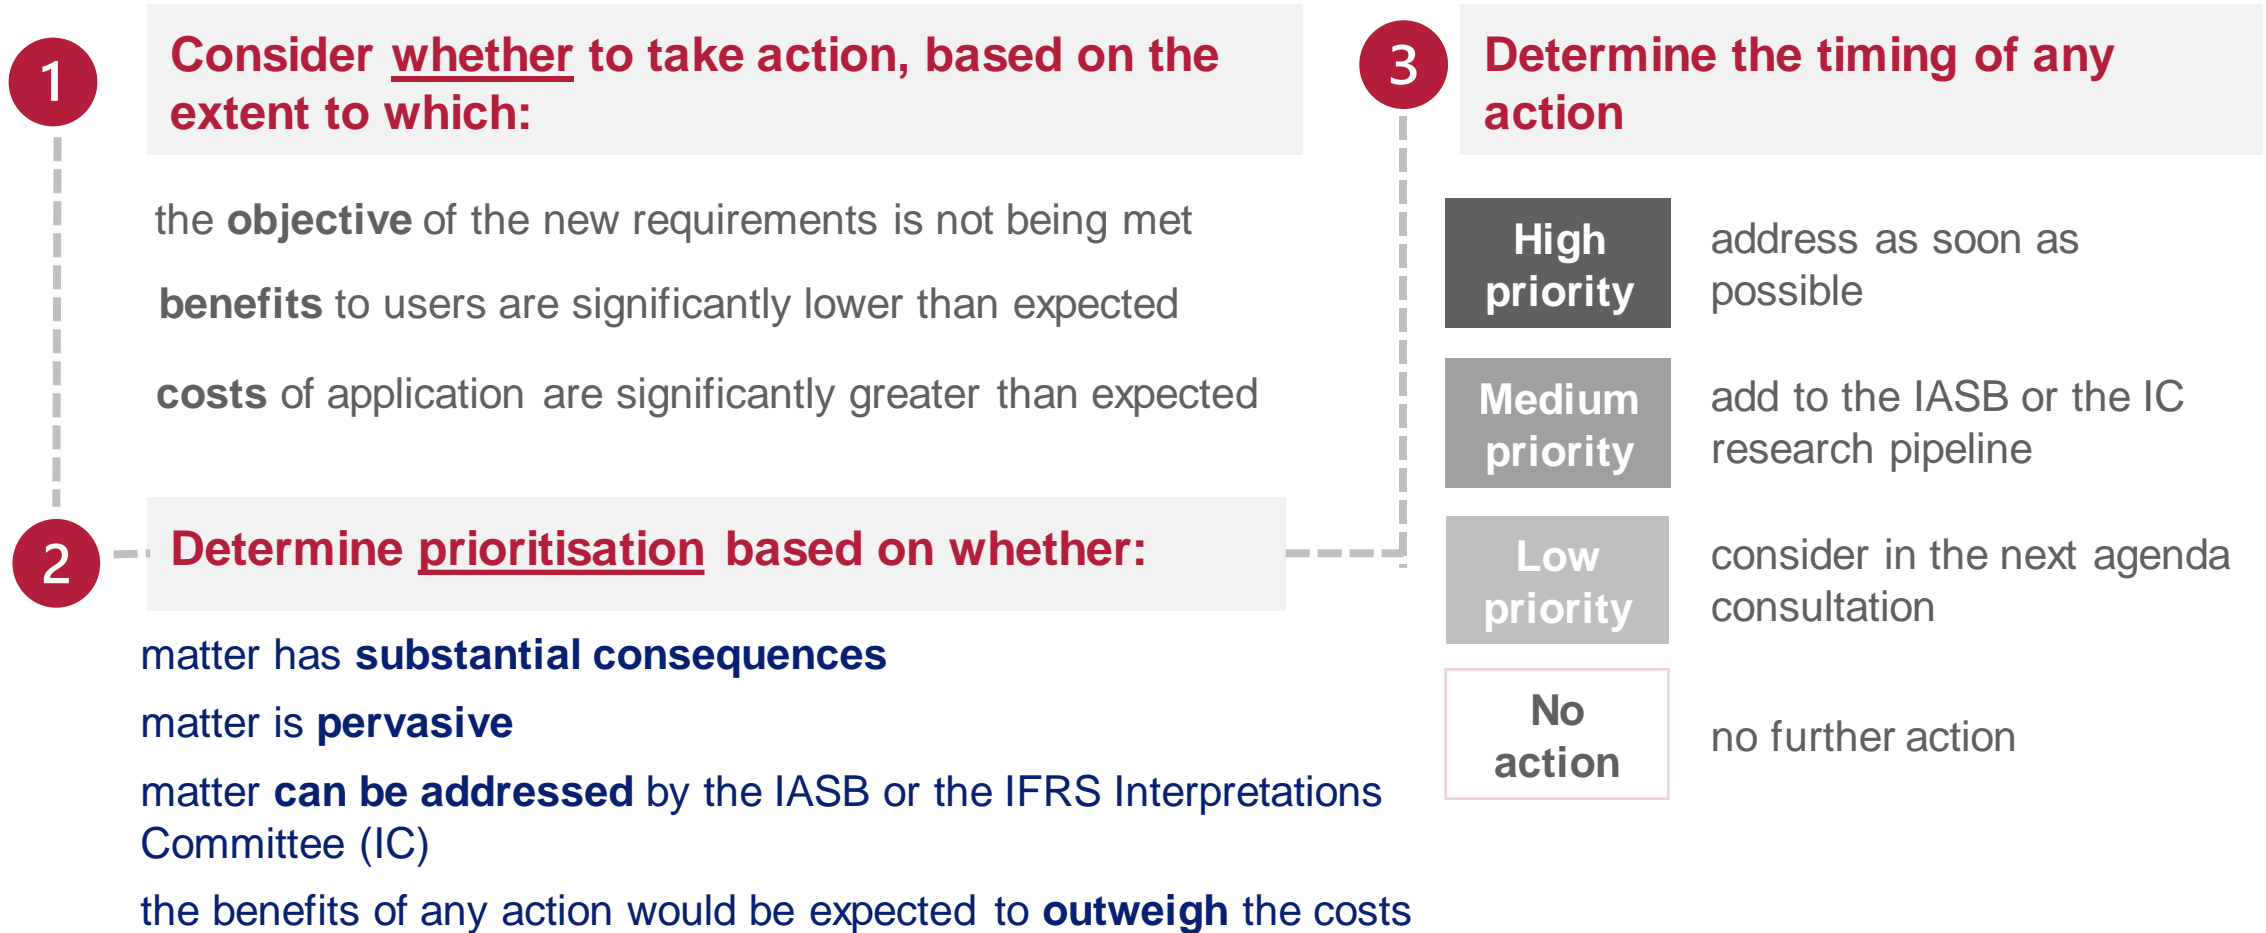 1
Consider whether to take action, based on the
extent to which:
the objective of the new requirements is not being met
benefits to users are significantly lower than expected
costs of application are significantly greater than expected
2
Determine prioritisation based on whether:
matter has substantial consequences
matter is pervasive
matter can be addressed by the IASB or the IFRS Interpretations
Committee (IC)
the benefits of any action would be expected to outweigh the costs
3
Determine the timing of any
action
High
priority
address as soon as
possible
Medium
priority
add to the IASB or the IC
research pipeline
Low
priority
consider in the next agenda
consultation
No
action
no further action